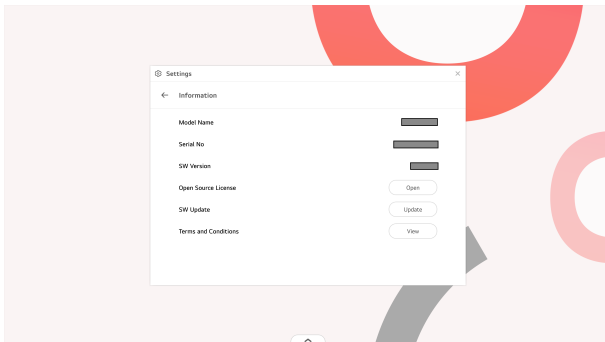 Settings
Information
Model Name
Serial No
SW Version
Open Source License Open
SW Update Update
Terms and Conditions View